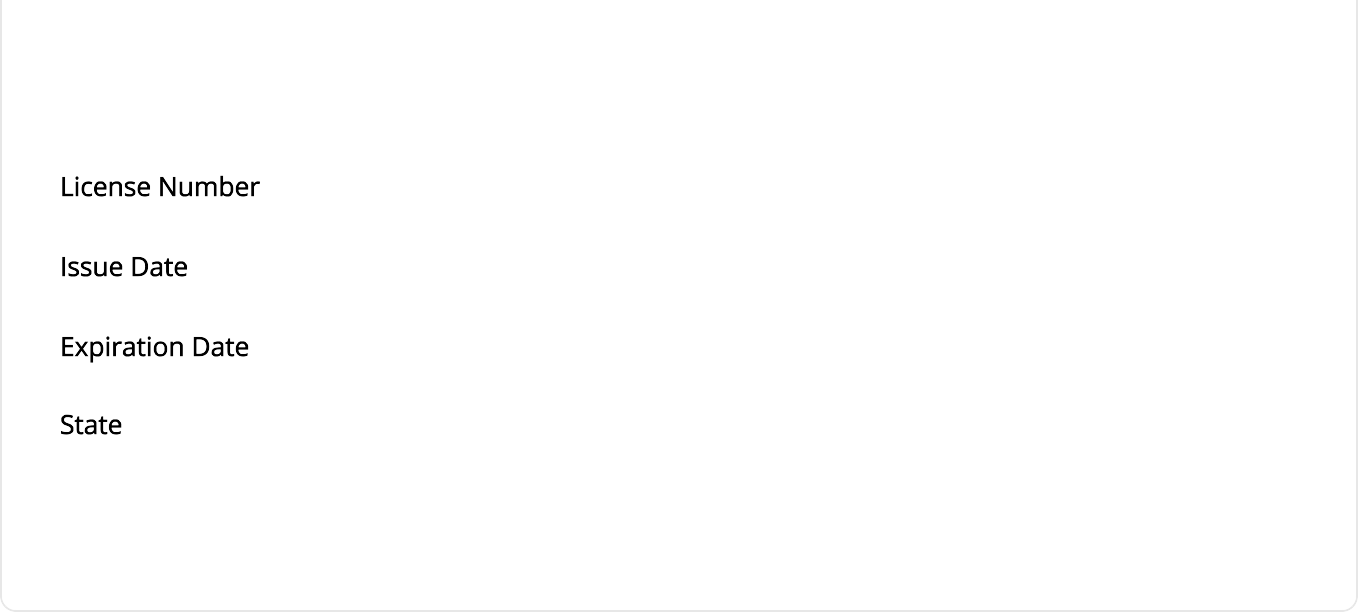 License Number
Issue Date
Expiration Date
State